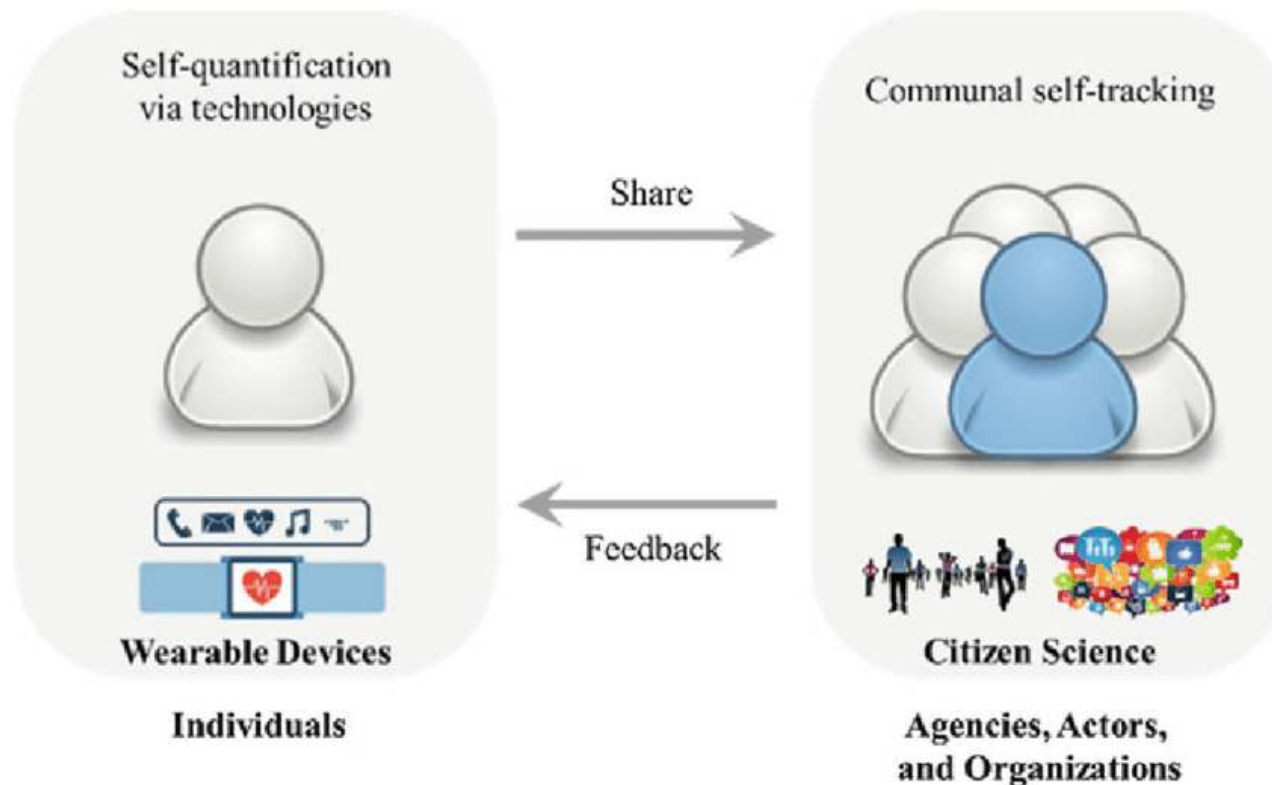 Self-quantification
via technologies
Communal self-tracking
Share
Feedback
Wearable Devices
Citizen Science
Individuals
Agencies, Actors,
and Organizations